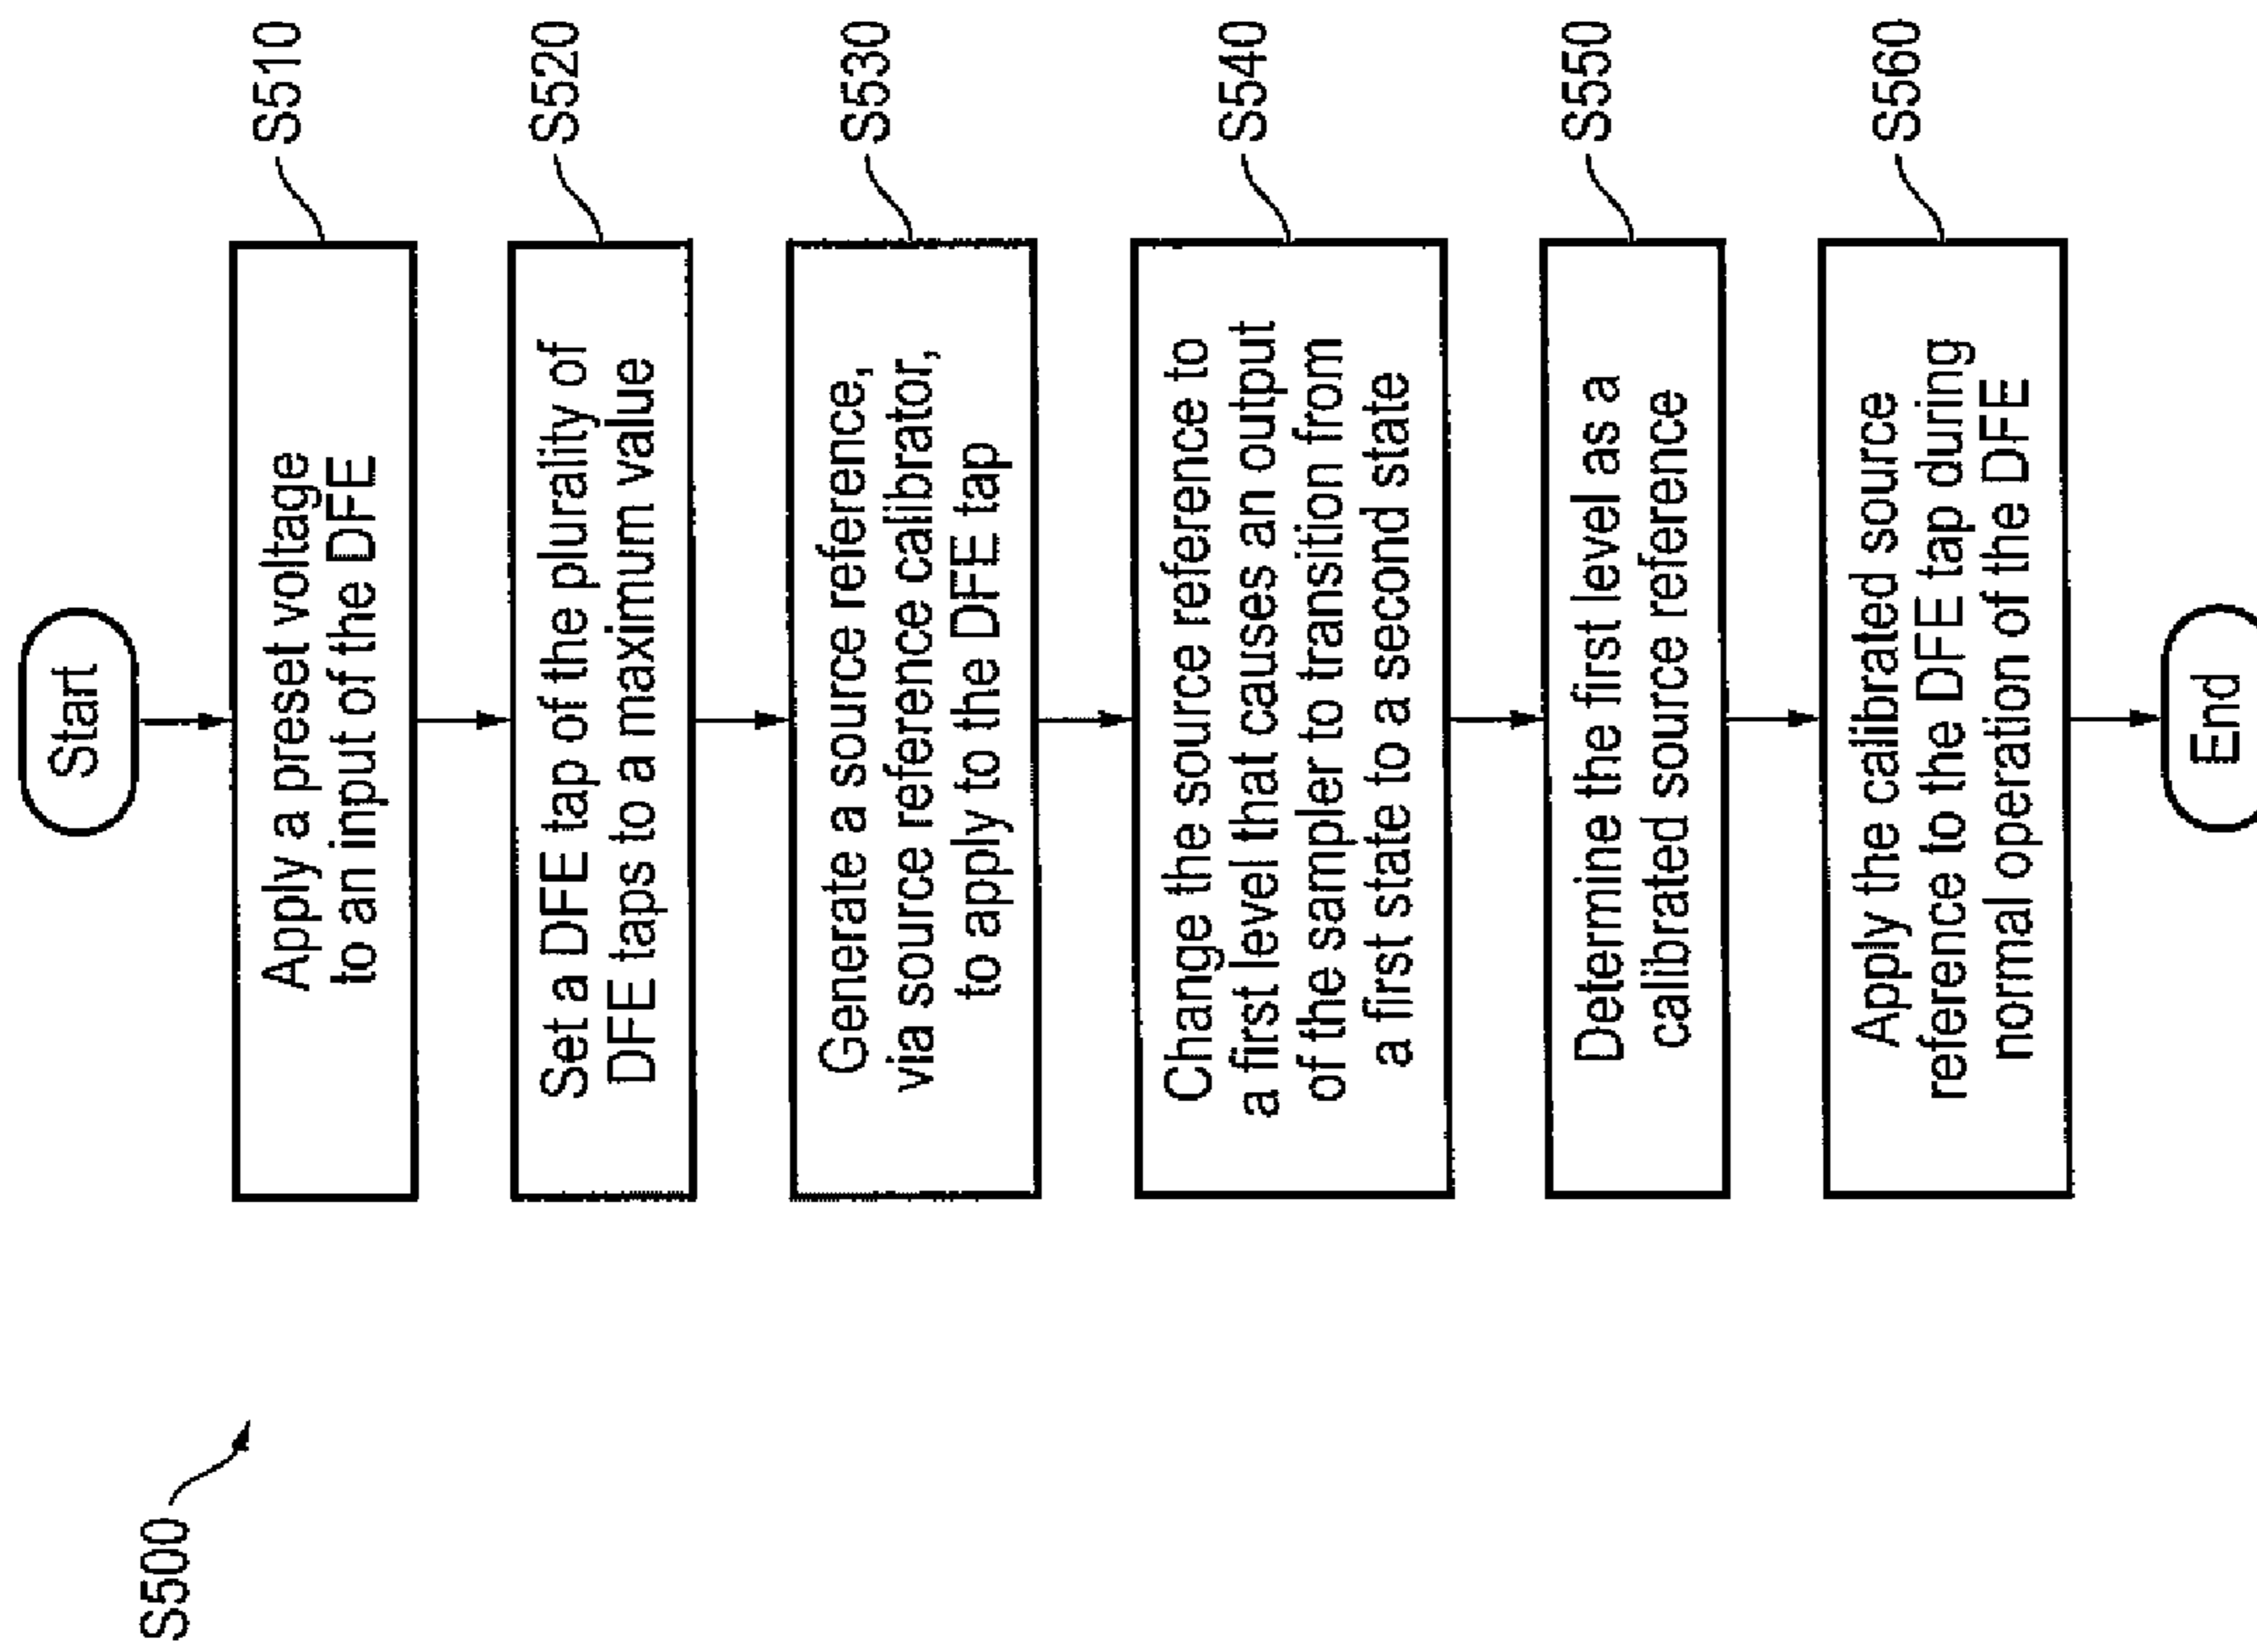 S500
Start
Apply a preset voltage
to an input of the DFE
S510
Set a DFE tap of the plurality of
DFE taps to a maximum value
S520
Generate a source reference,
via source reference calibrator,
to apply to the DFE tap
S530
Change the source reference to
a first level that causes an output
of the sampler to transition from
a first state to a second state
S540
Determine the first level as a
calibrated source reference
S550
Apply the calibrated source
reference to the DFE tap during
normal operation of the DFE
S560
End